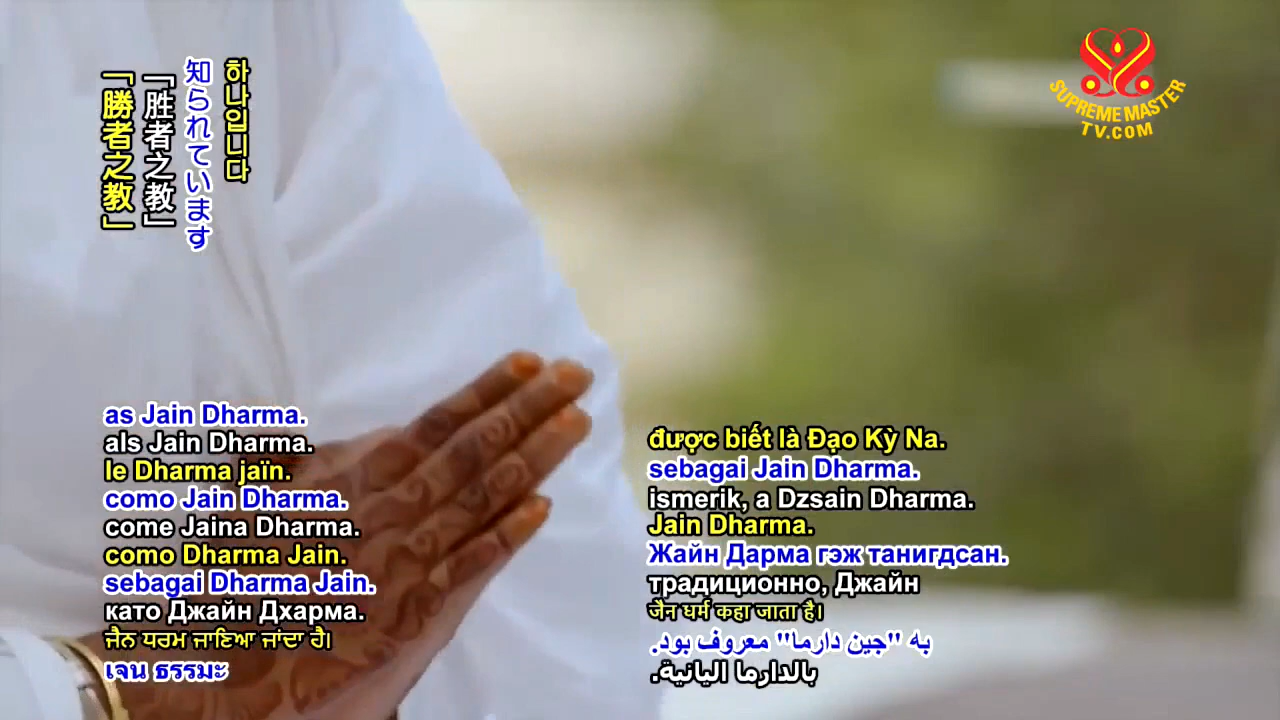 하나입니다
知られています
「胜者之教」
「勝者之教」
SUPREME MASTER
TV.COM
as Jain Dharma.
als Jain Dharma.
le Dharma jaïn.
como Jain Dharma.
come Jaina Dharma.
como Dharma Jain.
sebagai Dharma Jain.
като Джайн Дхарма.
ਜੈਨ ਧਰਮ ਜਾਣਿਆ ਜਾਂਦਾ ਹੈ।
เจน ธรรมะ
được biết là Đạo Kỳ Na.
sebagai Jain Dharma.
ismerik, a Dzsain Dharma.
Jain Dharma.
Жайн Дарма гэж танигдсан.
традиционно, Джайн
जैन धर्म कहा जाता है।
به "جین دارما" معروف بود.
بالدارما اليانية.